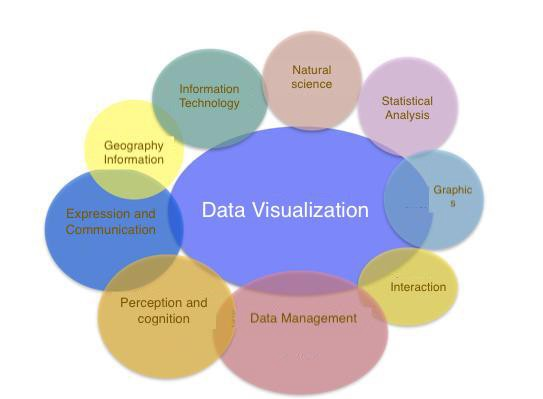 Natural
science
Information
Technology
Statistical
Analysis
Geography
Information
Graphic
s
Data Visualization
Expression and
Communication
Interaction
Perception and
cognition
Data Management